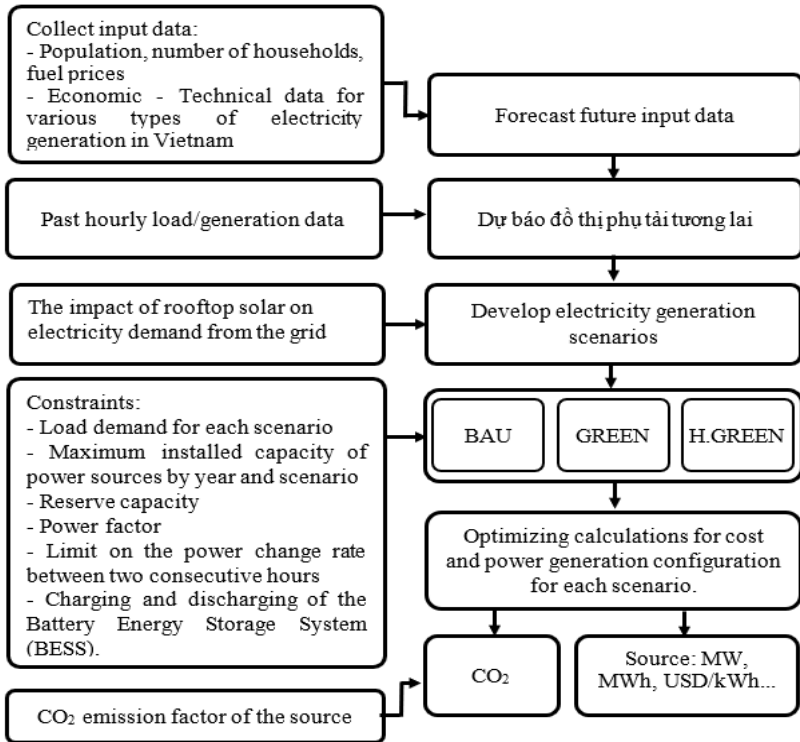 Collect input data:
- Population, number of households,
fuel prices
- Economic - Technical data for
various types of electricity
generation in Vietnam
Forecast future input data
Past hourly load/generation data
Dự báo đồ thị phụ tải tương lai
The impact of rooftop solar on
electricity demand from the grid
Develop electricity generation
scenarios
Constraints:
- Load demand for each scenario
- Maximum installed capacity of
power sources by year and scenario
- Reserve capacity
- Power factor
- Limit on the power change rate
between two consecutive hours
- Charging and discharging of the
Battery Energy Storage System
(BESS).
BAU
GREEN
H.GREEN
Optimizing calculations for cost
and power generation configuration
for each scenario.
CO₂
Source: MW,
MWh, USD/kWh...
CO₂ emission factor of the source